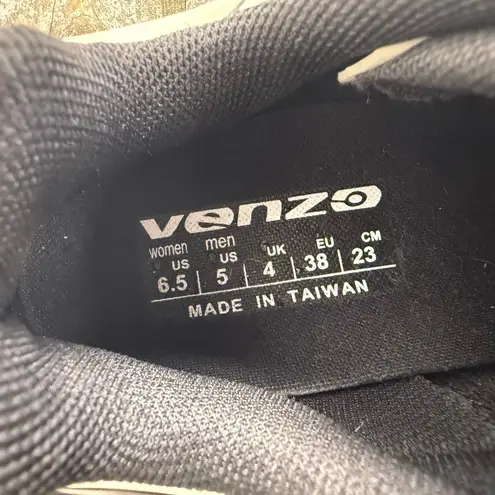 venzo
women men
US US UK EU CM
6.5 5 4 38 23
MADE IN TAIWAN